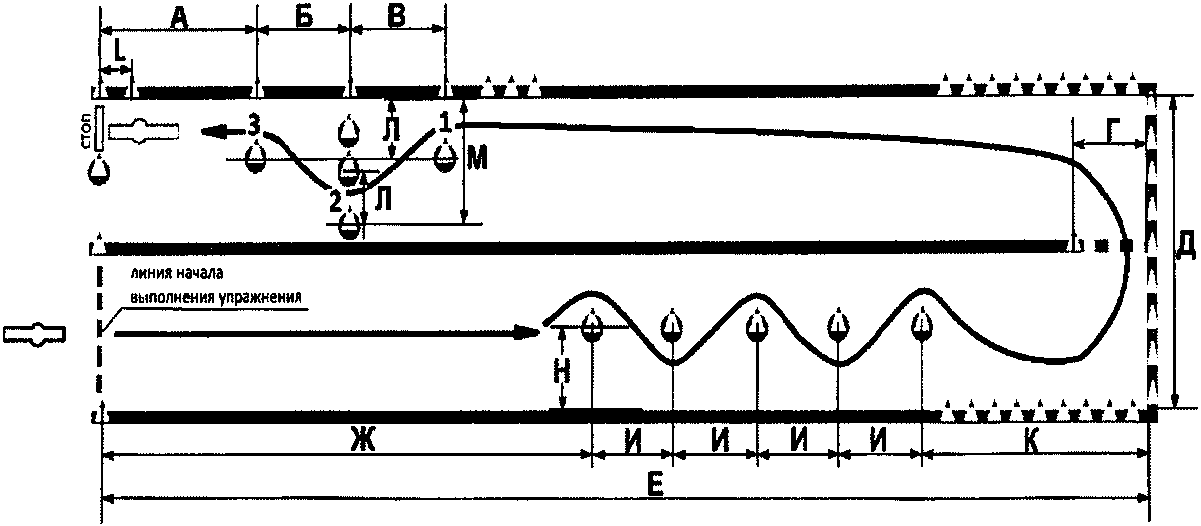 А Б В
L
стоп
3 Л 1 Г
М
2 Л
Д
линия начала
выполнения упражнения
Н
Ж И И И И К
Е